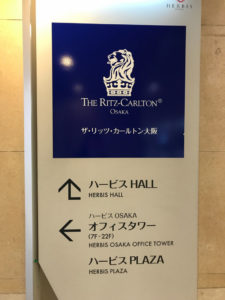 HERBIS
THE RITZ-CARLTON®
OSAKA
ザ・リッツ・カールトン大阪
ハービス HALL
HERBIS HALL
ハービス OSAKA
オフィスタワー
(7F-22F)
HERBIS OSAKA OFFICE TOWER
ハービス PLAZA
HERBIS PLAZA